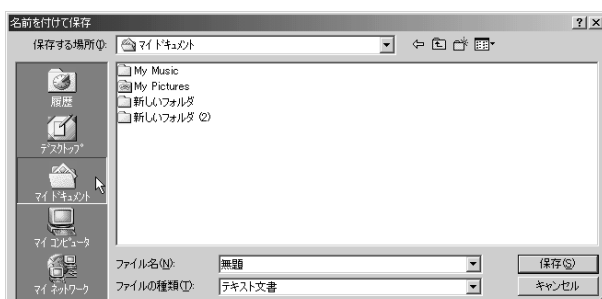 名前を付けて保存
保存する場所(I):
マイ ドキュメント
My Music
My Pictures
新しいフォルダ
新しいフォルダ (2)
履歴
デスクトップ
マイ ドキュメント
マイ コンピュータ
マイ ネットワーク
ファイル名(N):
無題
保存(S)
ファイルの種類(T):
テキスト文書
キャンセル